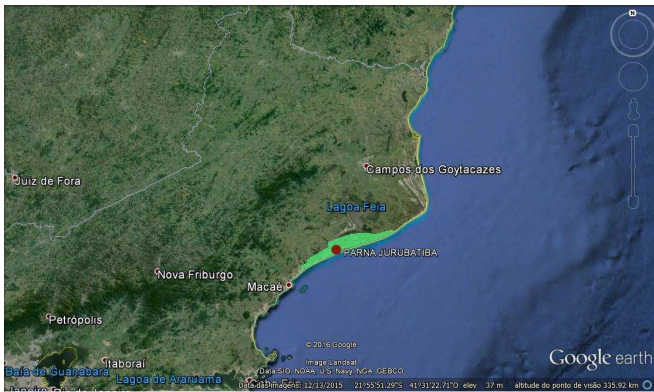 N
Juiz de Fora
Campos dos Goytacazes
Lagoa Feia
PARNA JURUBATIBA
Nova Friburgo
Macaé
Petrópolis
© 2016 Google
Image Landsat
Google earth
Itaboraí
Baia de Guanabara
Lagoa de Araruama
Data SIO, NOAA, U.S. Navy, NGA, GEBCO
Data das imagens: 12/13/2015 21°55'51.29"S 41°31'22.71"O elev 37 m altitude do ponto de visão 335.92 km